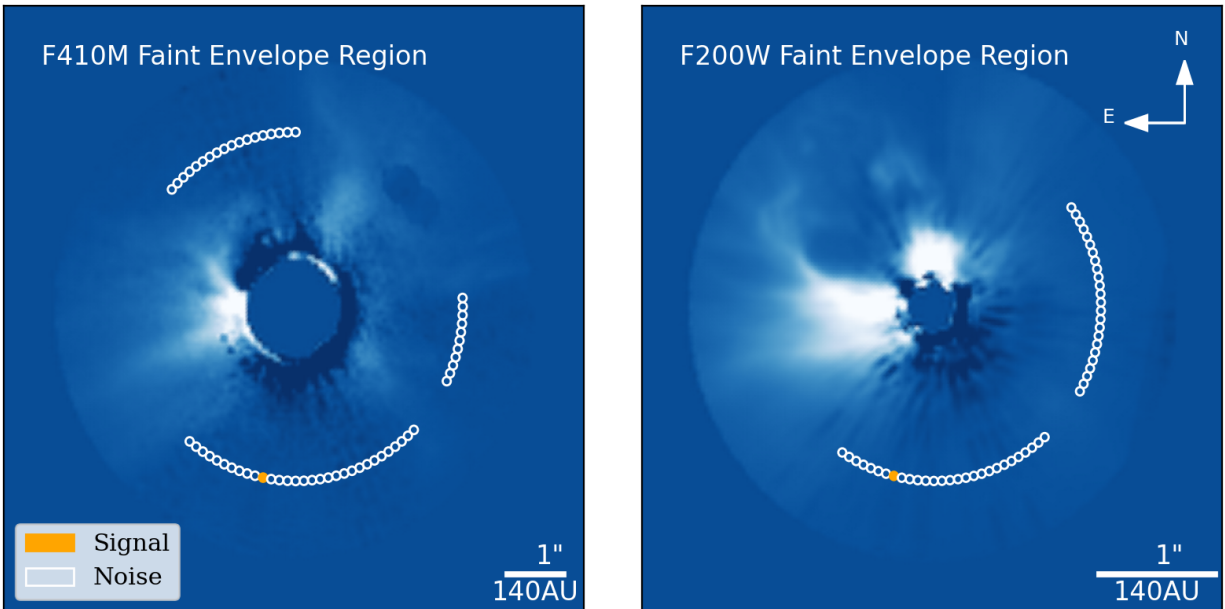 F410M Faint Envelope Region
Signal
Noise
1"
140AU
F200W Faint Envelope Region
N
E
1"
140AU